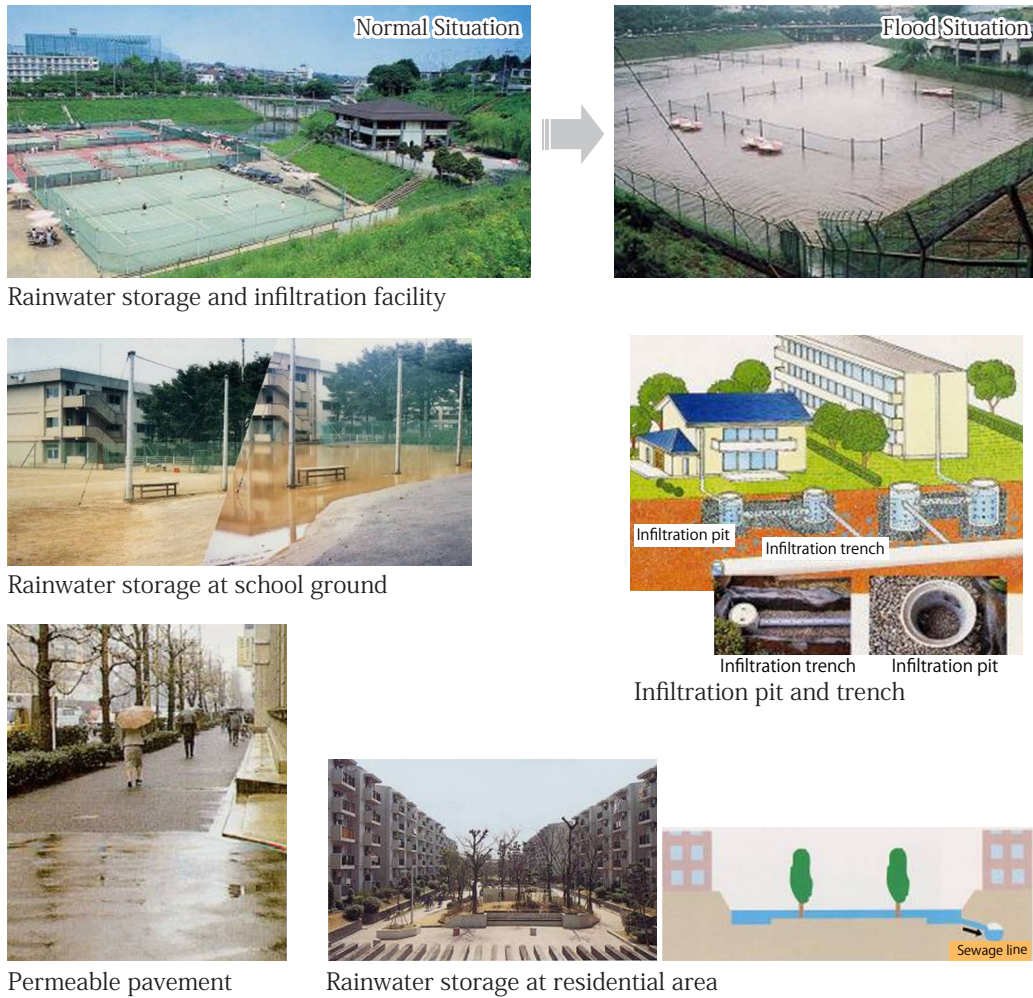 Normal Situation
Flood Situation
Rainwater storage and infiltration facility
Rainwater storage at school ground
Infiltration pit
Infiltration trench
Infiltration trench
Infiltration pit
Infiltration pit and trench
Sewage line
Permeable pavement
Rainwater storage at residential area